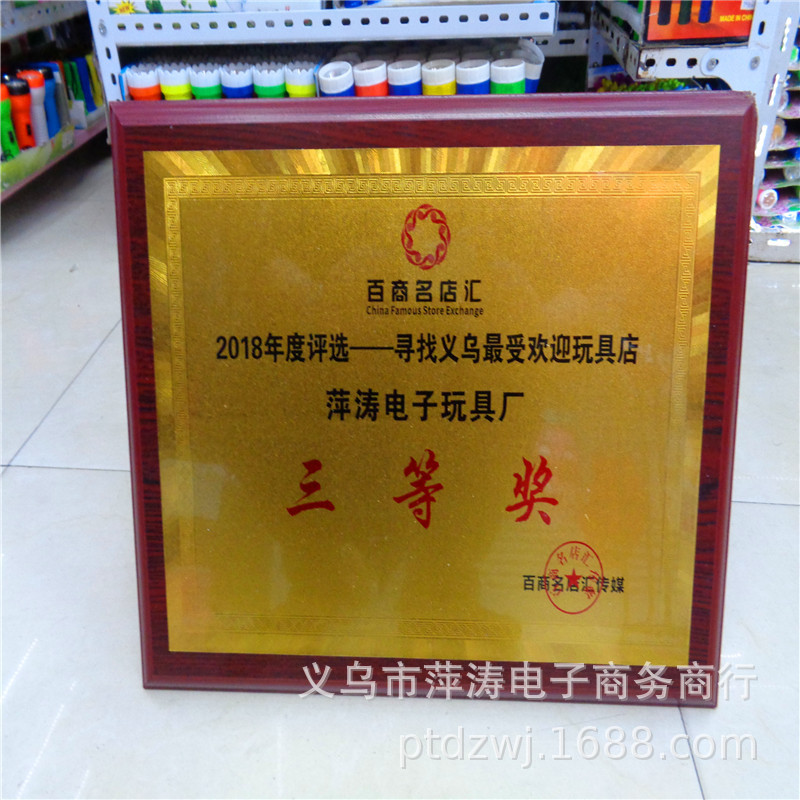 MADE IN CHINA
百商名店汇
China Famous Store Exchange
2018年度评选——寻找义乌最受欢迎玩具店
萍涛电子玩具厂
三等奖
百商名店汇传媒
义乌市萍涛电子商务商行
ptdzwj.1688.com